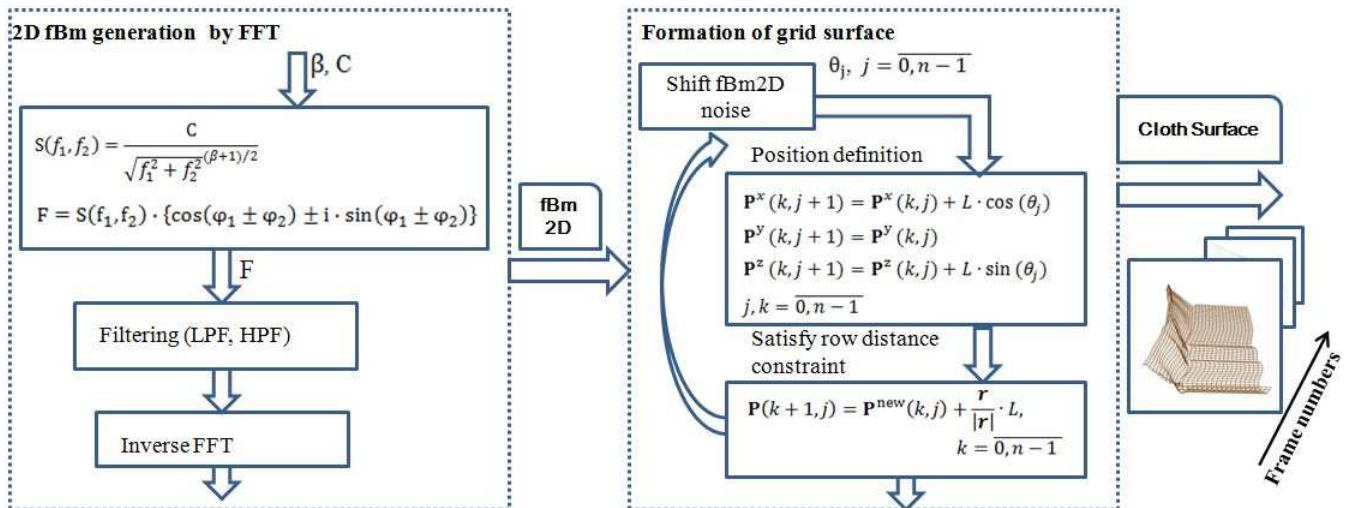 2D fBm generation by FFT
β, C
S(f₁,f₂) = C / √(f₁² + f₂²)^(β+1)/2
F = S(f₁,f₂) · {cos(φ₁ ± φ₂) ± i · sin(φ₁ ± φ₂)}
F
Filtering (LPF, HPF)
Inverse FFT
fBm
2D
Formation of grid surface
Shift fBm2D
noise
θⱼ, j = 0,n − 1
Position definition
Pˣ (k, j + 1) = Pˣ (k, j) + L · cos (θⱼ)
Pʸ (k, j + 1) = Pʸ (k, j)
Pᶻ (k, j + 1) = Pᶻ (k, j) + L · sin (θⱼ)
j, k = 0, n − 1
Satisfy row distance
constraint
P(k + 1, j) = Pⁿᵉʷ(k, j) + r/|r| · L,
k = 0, n − 1
Cloth Surface
Frame numbers